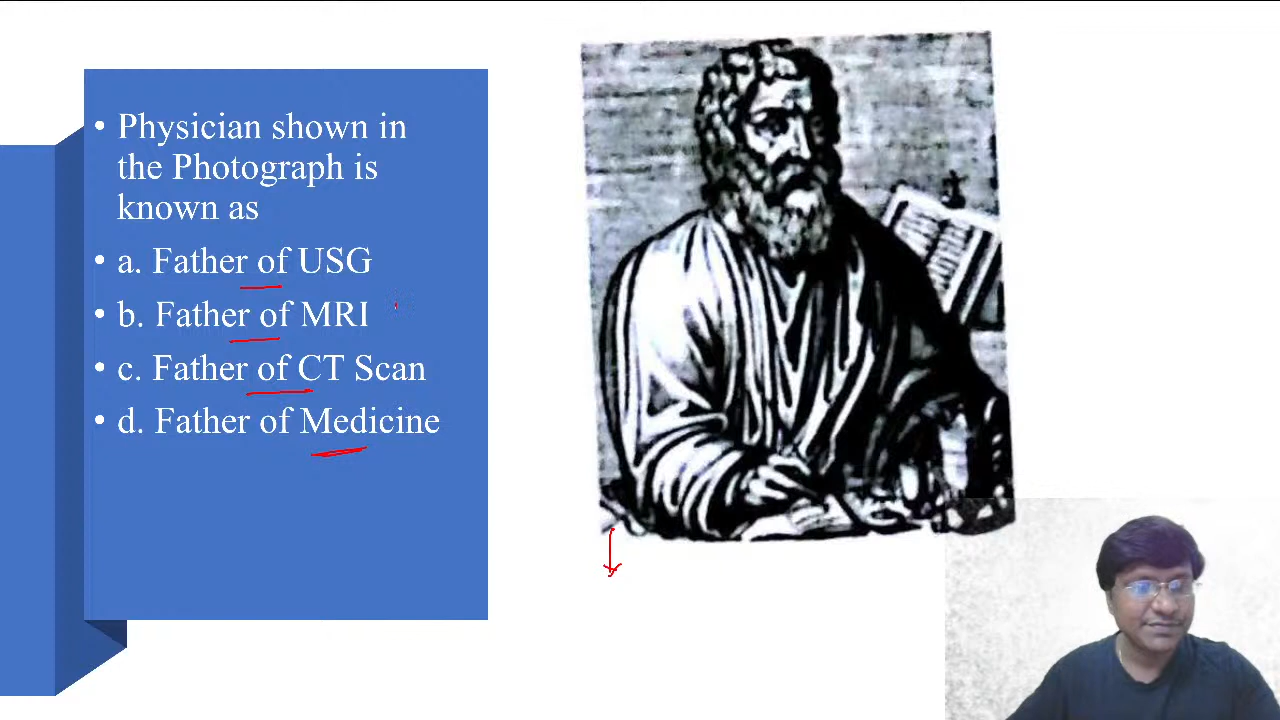 • Physician shown in
the Photograph is
known as
• a. Father of USG
• b. Father of MRI
• c. Father of CT Scan
• d. Father of Medicine